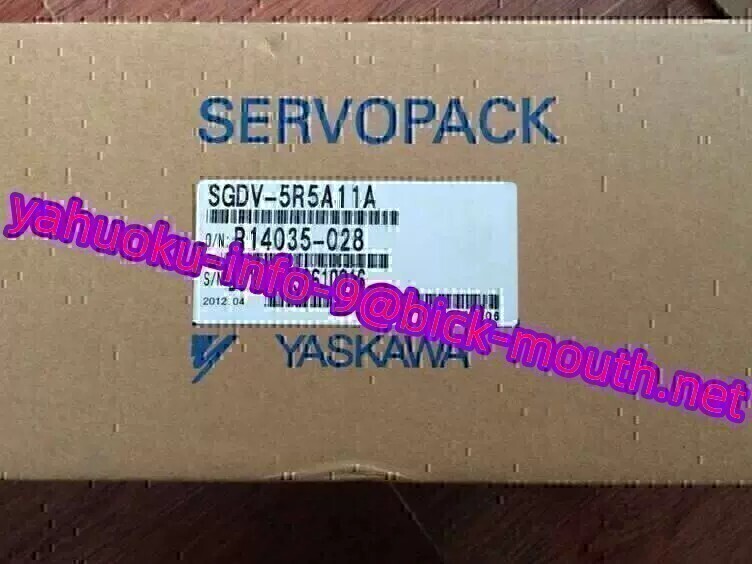 SERVOPACK
SGDV-5R5A11A
O/N: R14035-028
S/N
2012.04
yahuoku-info-9@bick-mouth.net
YASKAWA